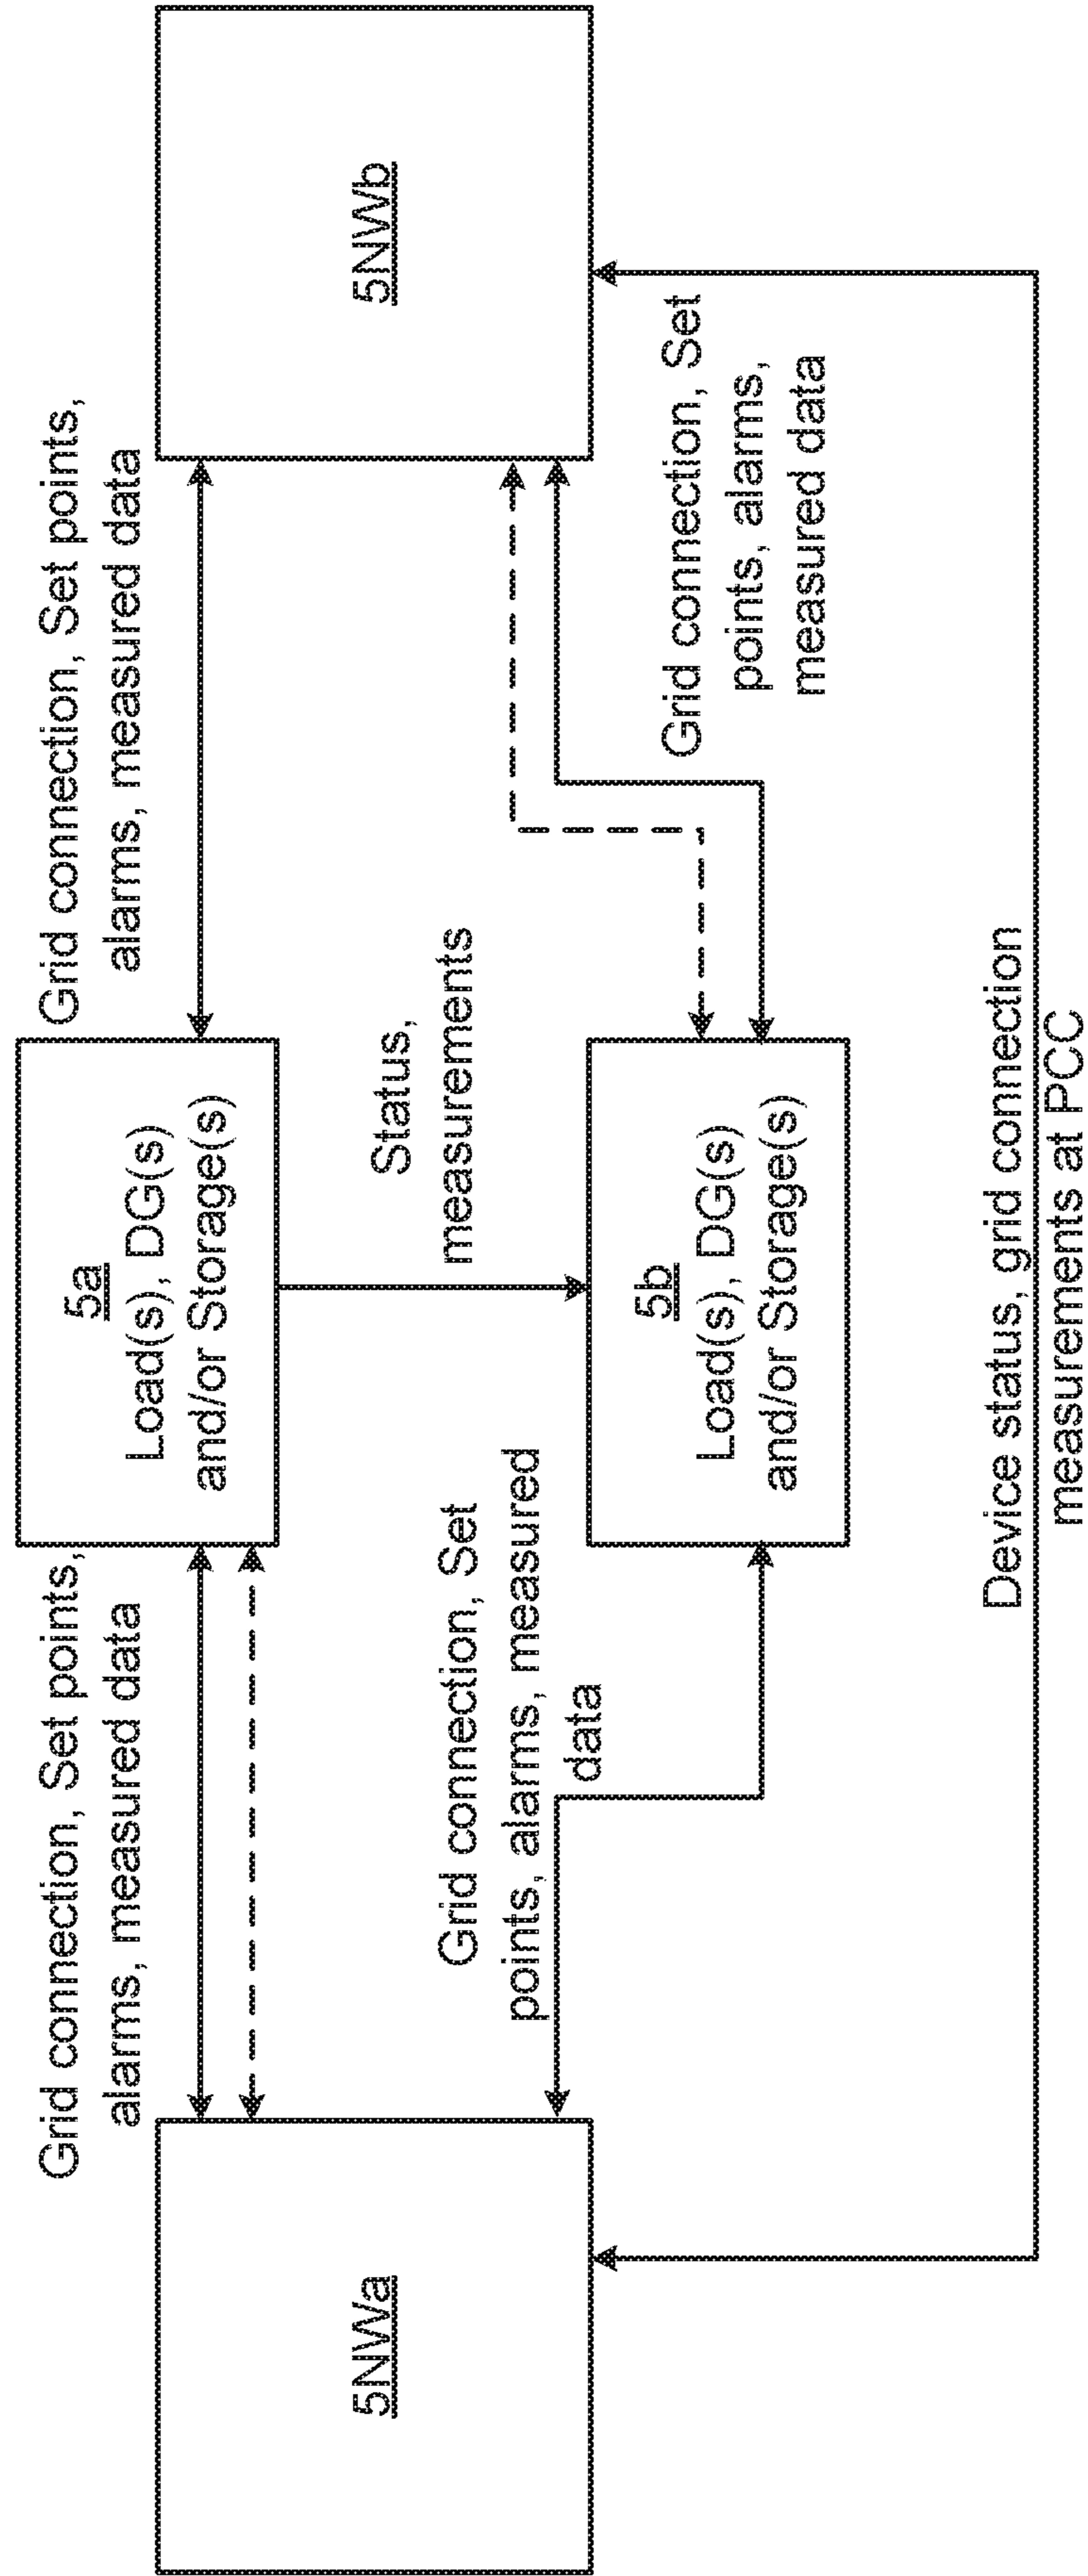 Grid connection, Set points,
alarms, measured data
5a
Load(s), DG(s)
and/or Storage(s)
Grid connection, Set points,
alarms, measured data
5NWa
5NWb
Status,
measurements
Grid connection, Set
points, alarms, measured
data
5b
Load(s), DG(s)
and/or Storage(s)
Grid connection, Set
points, alarms,
measured data
Device status, grid connection
measurements at PCC